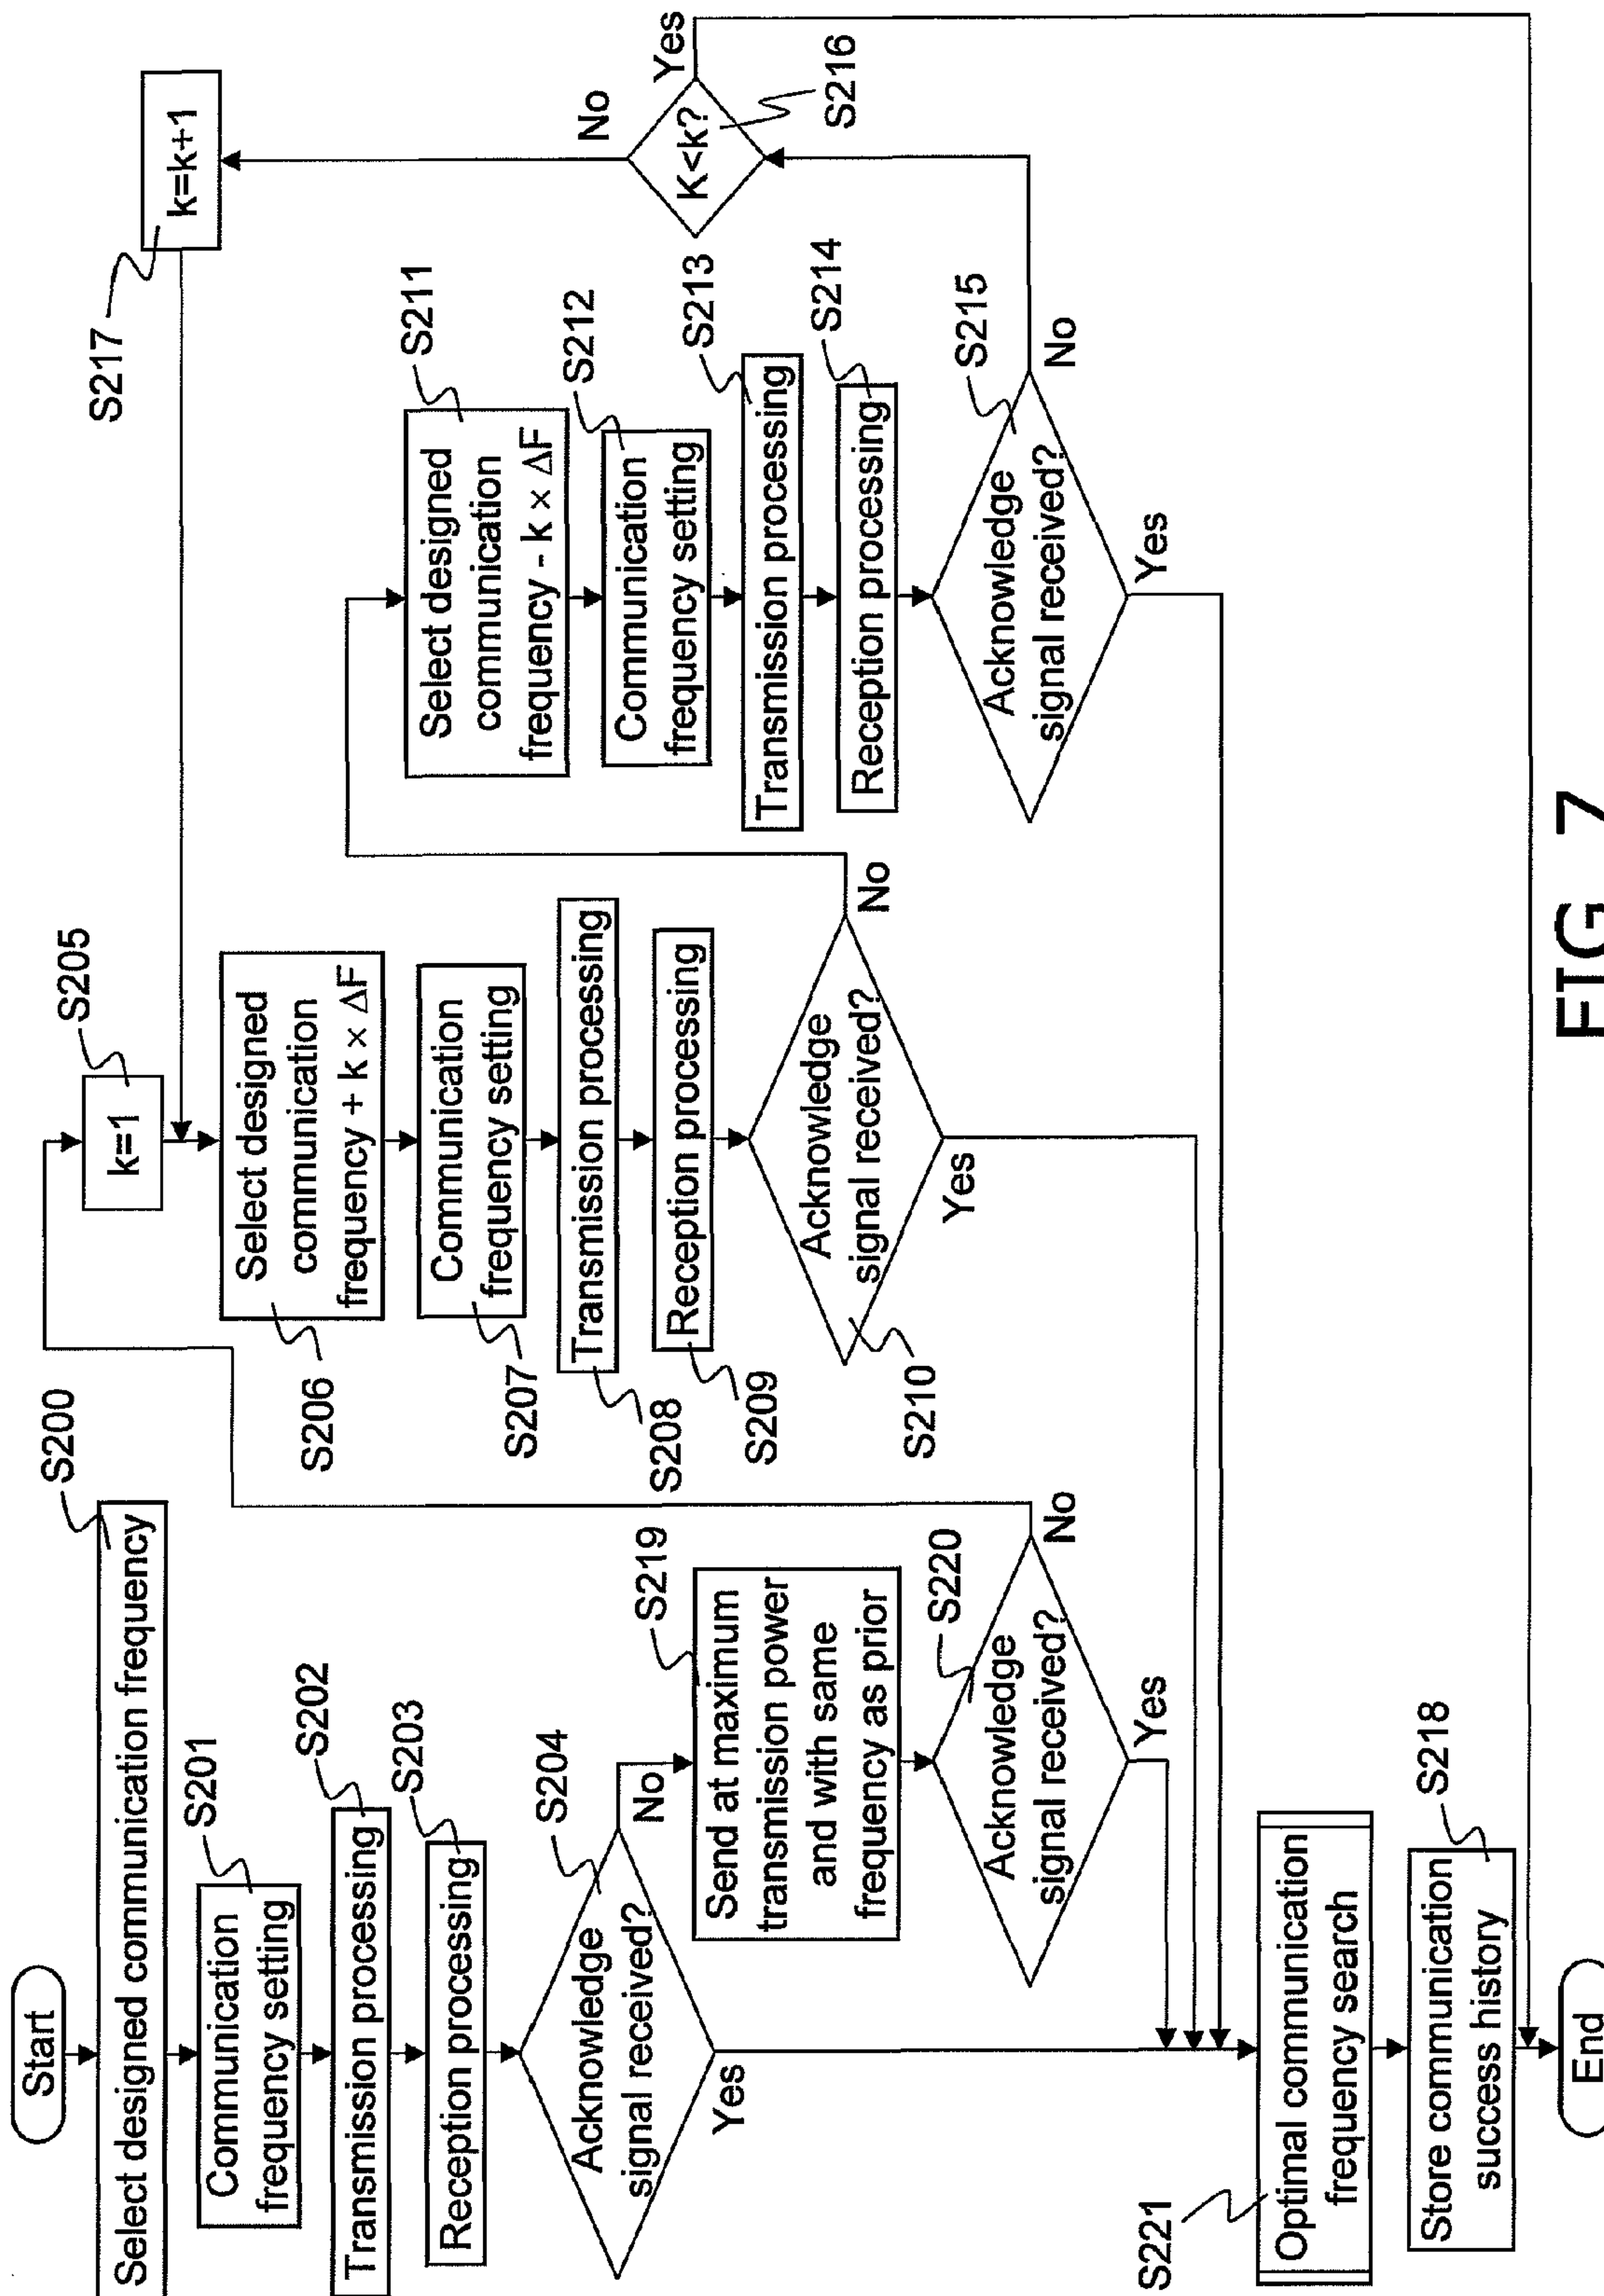 Start
S200
Select designed communication frequency
S201
Communication
frequency setting
S202
Transmission processing
S203
Reception processing
S204
Acknowledge
signal received?
No
Yes
S219
Send at maximum
transmission power
and with same
frequency as prior
S220
Acknowledge
signal received?
No
Yes
S205
k=1
S206
Select designed
communication
frequency + k × ΔF
S207
Communication
frequency setting
S208
Transmission processing
S209
Reception processing
S210
Acknowledge
signal received?
No
Yes
S211
Select designed
communication
frequency - k × ΔF
S212
Communication
frequency setting
S213
Transmission processing
S214
Reception processing
S215
Acknowledge
signal received?
No
Yes
S216
K<k?
No
Yes
S217
k=k+1
S221
Optimal communication
frequency search
S218
Store communication
success history
End
FIG. 7